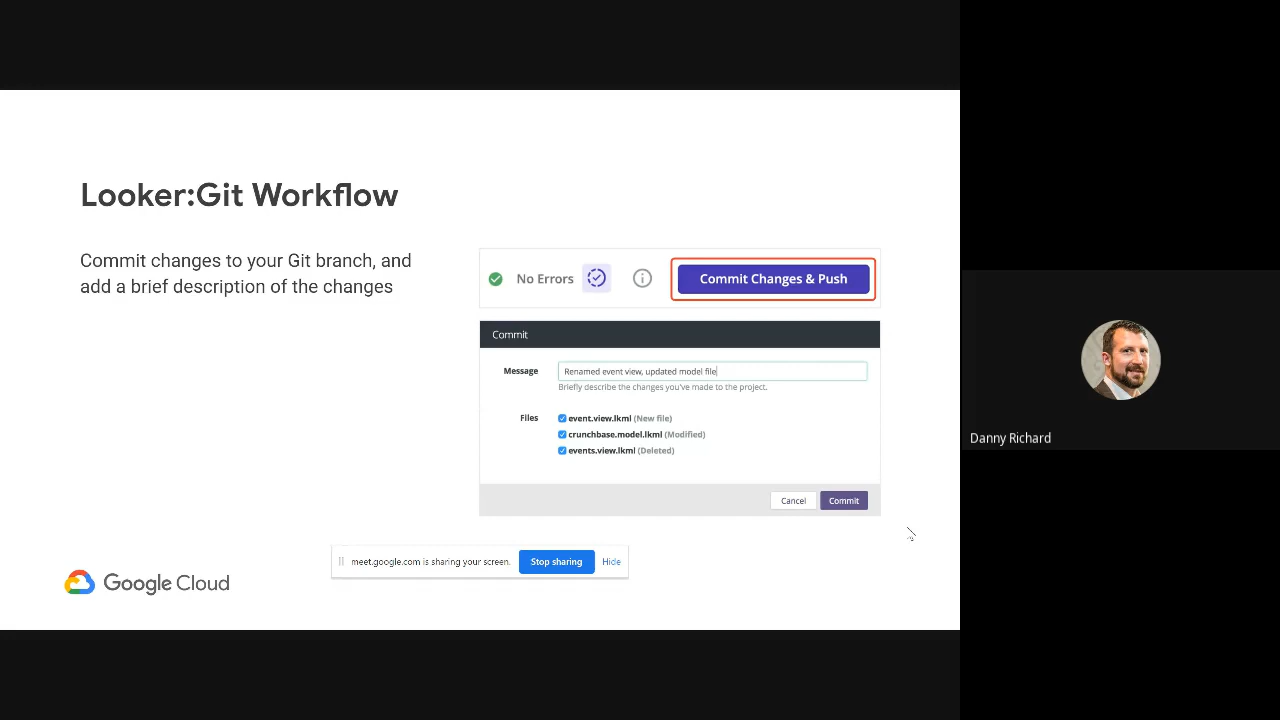 Looker:Git Workflow
Commit changes to your Git branch, and
add a brief description of the changes
No Errors
Commit Changes & Push
Commit
Message
Renamed event view, updated model file
Briefly describe the changes you've made to the project.
Files
event.view.lkml (New file)
crunchbase.model.lkml (Modified)
events.view.lkml (Deleted)
Cancel
Commit
meet.google.com is sharing your screen.
Stop sharing
Hide
Google Cloud
Danny Richard